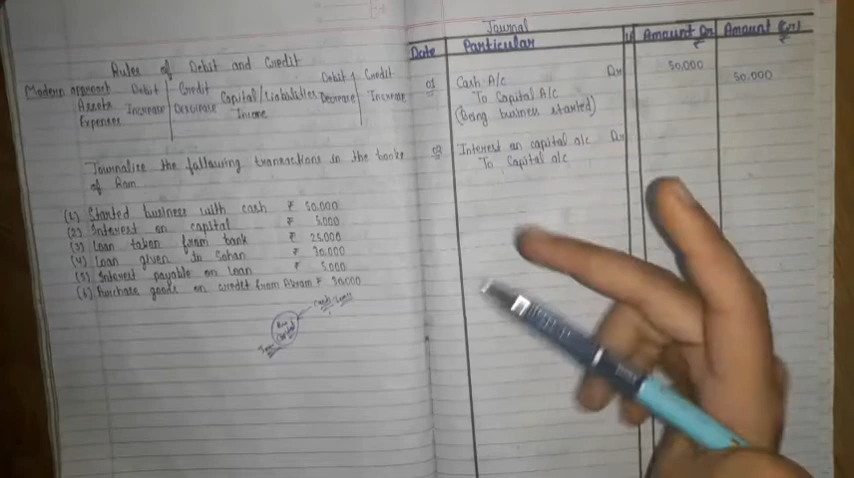 Rules of Debit and Credit
Modern approach Debit Credit Debit Credit
Assets Increase Decrease Capital/Liabilities Decrease Increase
Expenses Income
Journalise the following transactions in the books
of Ram
(1) Started business with cash ₹ 50,000
(2) Interest on capital ₹ 5,000
(3) Loan taken from bank ₹ 25,000
(4) Loan given to Sohan ₹ 30,000
(5) Interest payable on Loan ₹ 5,000
(6) Purchase goods on credit from ₹
Journal
Date Particular Amount Dr ₹ Amount (Cr) ₹
01 Cash A/c Dr 50,000
To Capital A/c 50,000
(Being business started)
02 Interest on capital a/c Dr
To Capital a/c